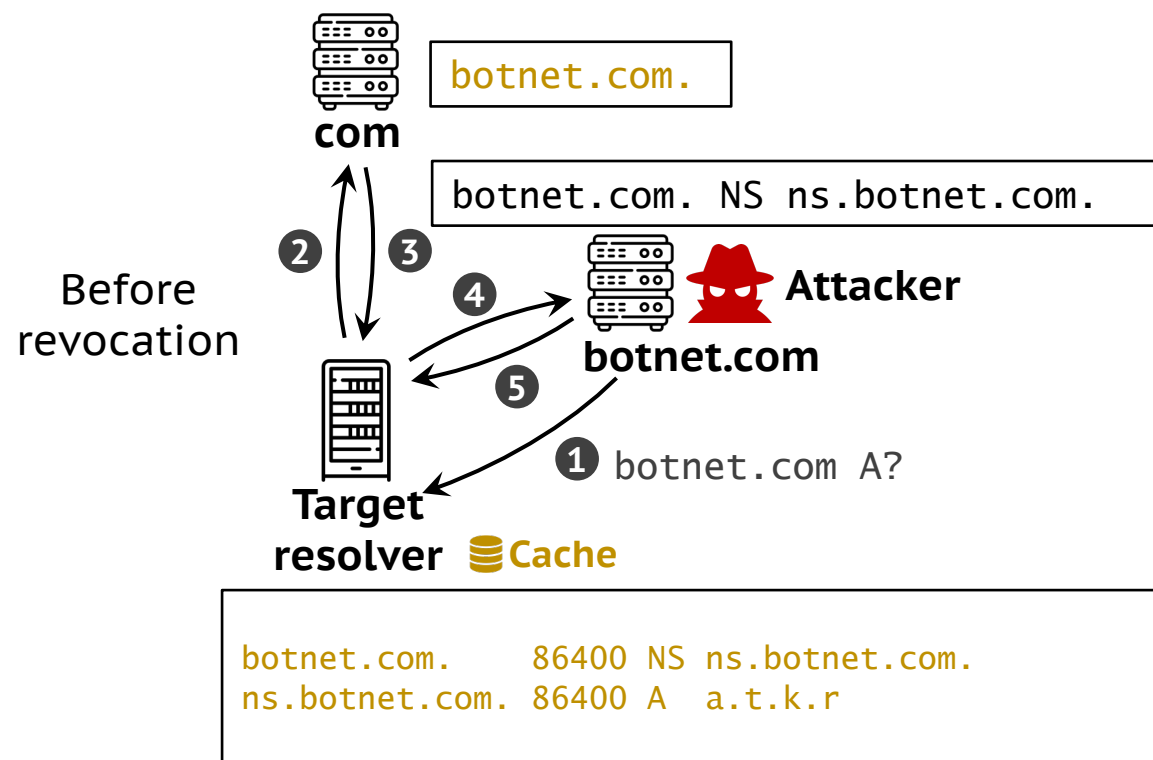 botnet.com.
com
botnet.com. NS ns.botnet.com.
2
3
Before
revocation
4
Attacker
botnet.com
5
1 botnet.com A?
Target
resolver
Cache
botnet.com. 86400 NS ns.botnet.com.
ns.botnet.com. 86400 A a.t.k.r